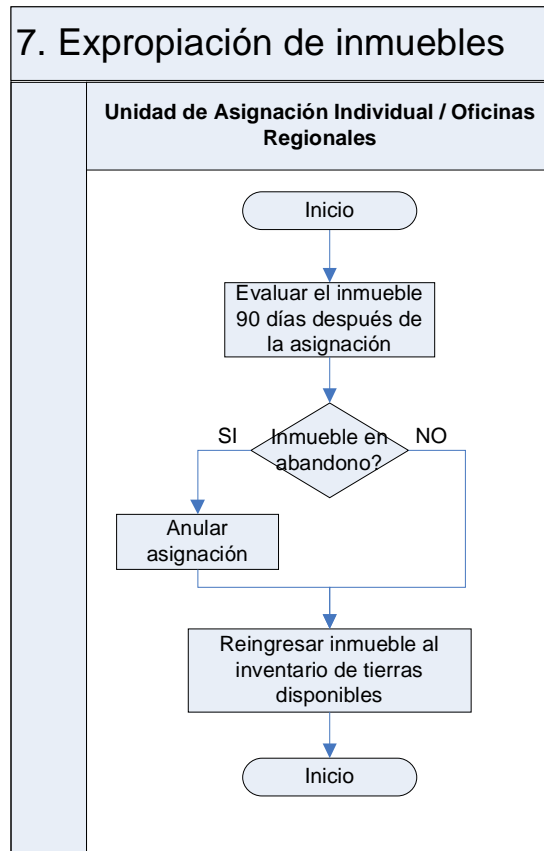 7. Expropiación de inmuebles
Unidad de Asignación Individual / Oficinas
Regionales
Inicio
Evaluar el inmueble
90 días después de
la asignación
SI
Inmueble en
abandono?
NO
Anular
asignación
Reingresar inmueble al
inventario de tierras
disponibles
Inicio